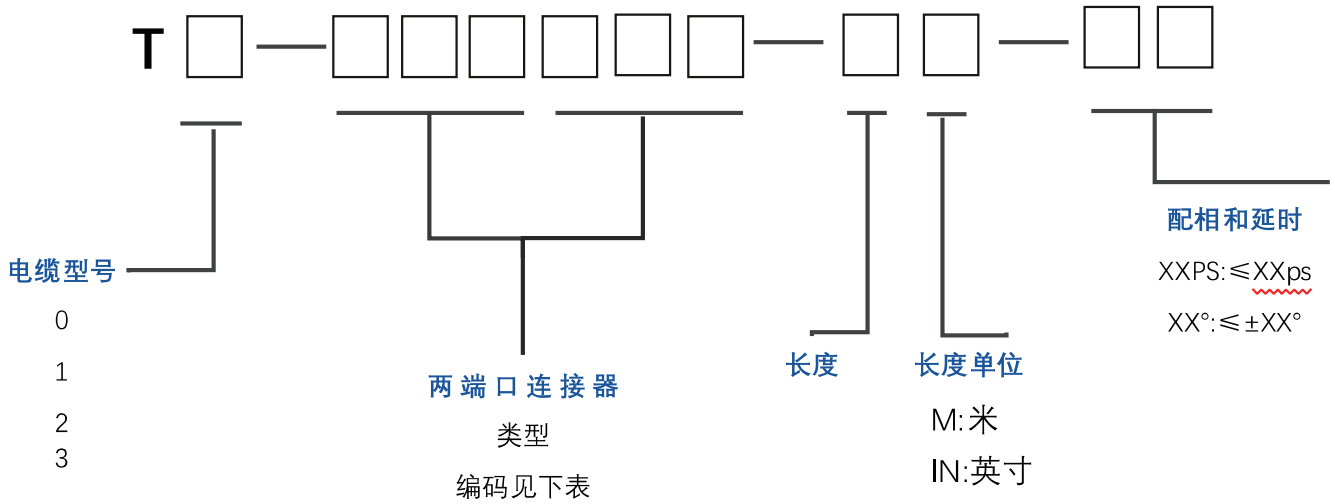 T
配相和延时
XXPS:≤XXps
XX°:≤±XX°
电缆型号
0
1
2
3
两端口连接器
类型
编码见下表
长度
长度单位
M:米
IN:英寸